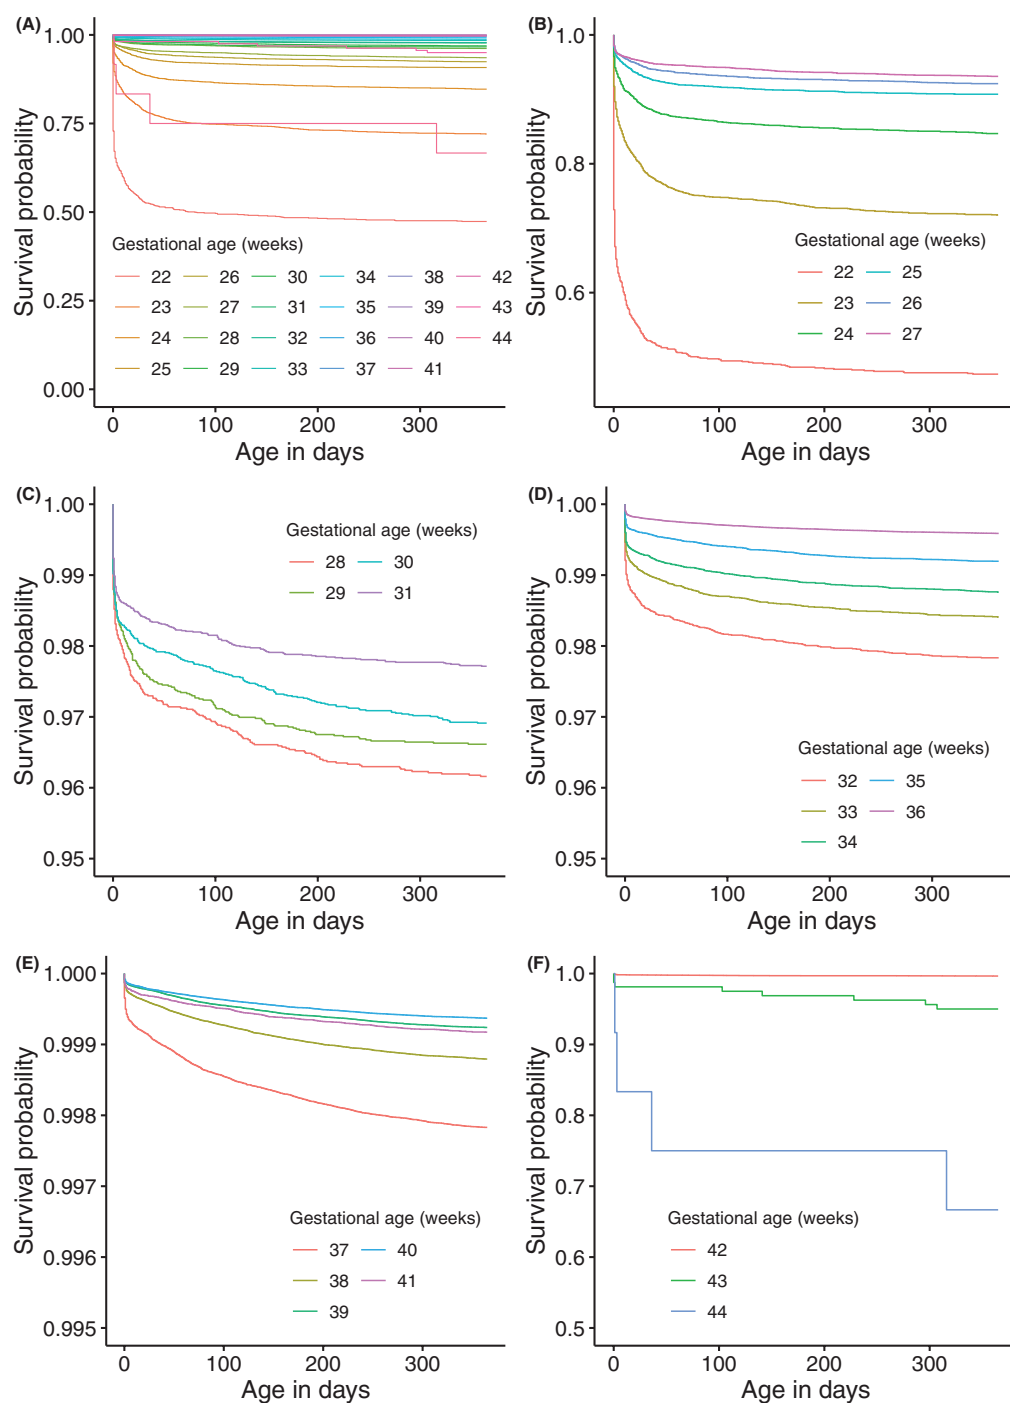 (A)
Survival probability
1.00
0.75
0.50
0.25
0.00
Gestational age (weeks)
22 26 30 34 38 42
23 27 31 35 39 43
24 28 32 36 40 44
25 29 33 37 41
0 100 200 300
Age in days
(B)
Survival probability
1.0
0.8
0.6
Gestational age (weeks)
22 25
23 26
24 27
0 100 200 300
Age in days
(C)
Survival probability
1.00
0.99
0.98
0.97
0.96
0.95
Gestational age (weeks)
28 30
29 31
0 100 200 300
Age in days
(D)
Survival probability
1.00
0.99
0.98
0.97
0.96
0.95
Gestational age (weeks)
32 35
33 36
34
0 100 200 300
Age in days
(E)
Survival probability
1.000
0.999
0.998
0.997
0.996
0.995
Gestational age (weeks)
37 40
38 41
39
0 100 200 300
Age in days
(F)
Survival probability
1.0
0.9
0.8
0.7
0.6
0.5
Gestational age (weeks)
42
43
44
0 100 200 300
Age in days